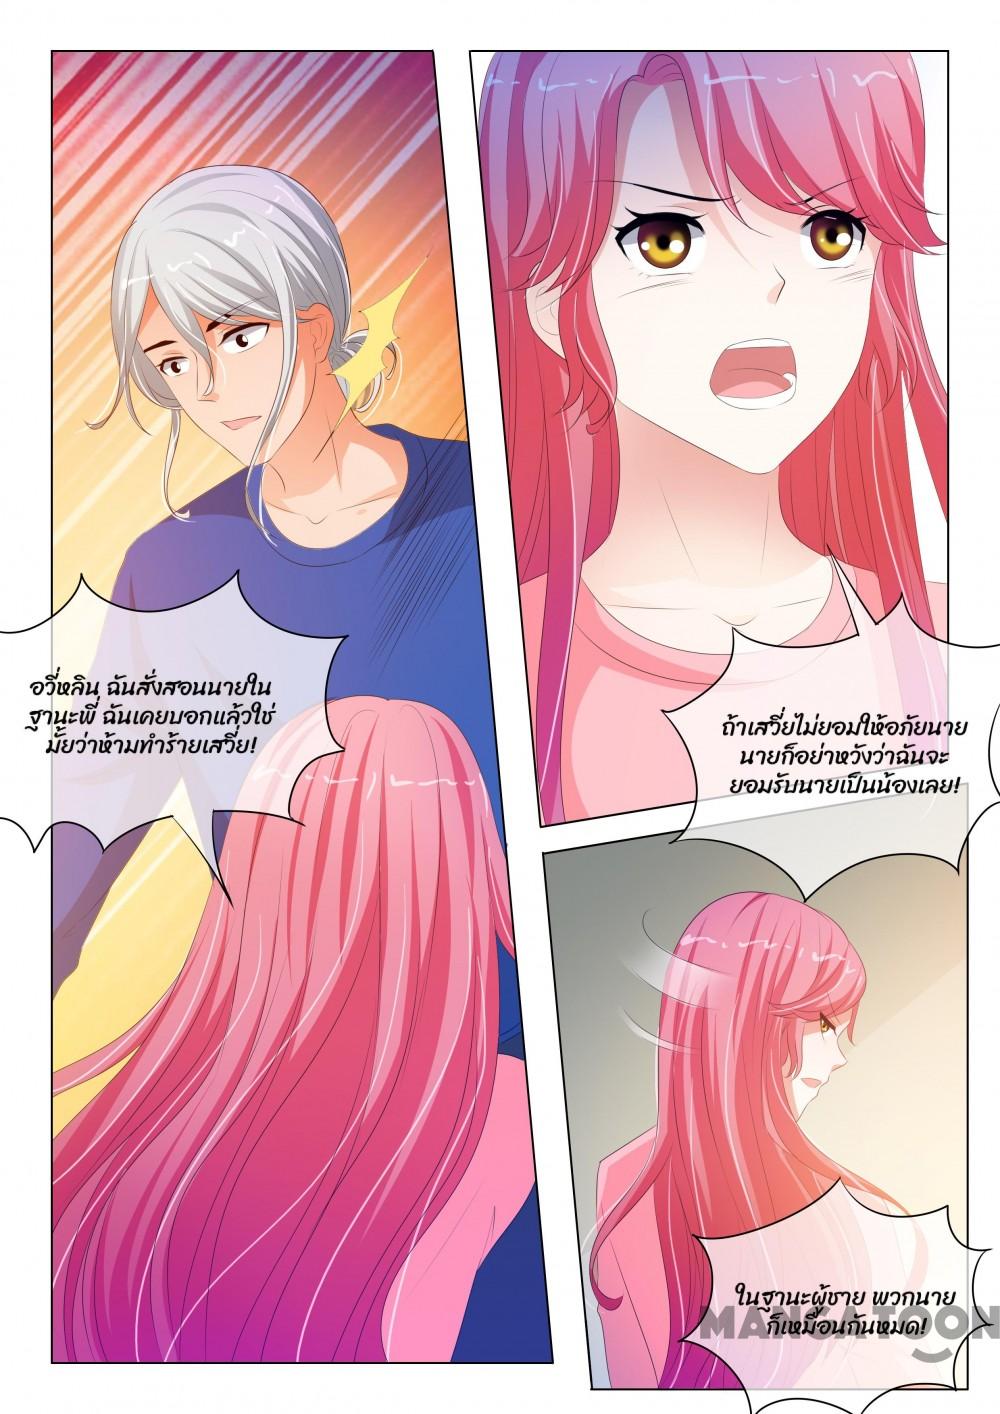 อวี่หลิน ฉันสั่งสอนนายใน
ฐานะพี่ ฉันเคยบอกแล้วใช่
มั้ยว่าห้ามทำร้ายเสวี่ย!
ถ้าเสวี่ยไม่ยอมให้อภัยนาย
นายก็อย่าหวังว่าฉันจะ
ยอมรับนายเป็นน้องเลย!
ในฐานะผู้ชาย พวกนาย
ก็เหมือนกันหมด!
MANGATOON